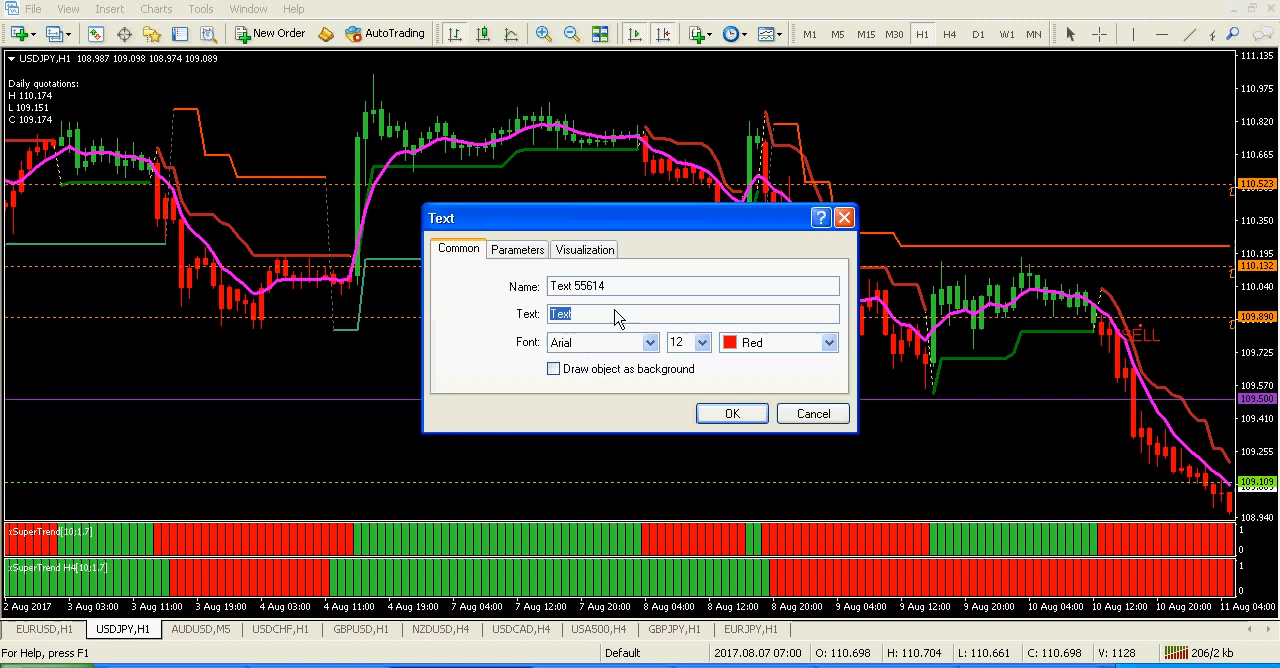 File View Insert Charts Tools Window Help
New Order AutoTrading M1 M5 M15 M30 H1 H4 D1 W1 MN
USDJPY,H1 108.987 109.098 108.974 109.089
Daily quotations:
H 110.174
L 109.151
C 109.174
111.135
110.975
110.820
110.665
110.523
110.350
110.195
110.132
110.040
109.890
109.725
109.570
109.500
109.410
109.255
109.109
108.940
SELL
Text
Common Parameters Visualization
Name: Text 55614
Text: Text
Font: Arial 12 Red
Draw object as background
OK Cancel
xSuperTrend[10;1.7]
1
0
xSuperTrend H4[10;1.7]
1
0
2 Aug 2017 3 Aug 03:00 3 Aug 11:00 3 Aug 19:00 4 Aug 03:00 4 Aug 11:00 4 Aug 19:00 7 Aug 04:00 7 Aug 12:00 7 Aug 20:00 8 Aug 04:00 8 Aug 12:00 8 Aug 20:00 9 Aug 04:00 9 Aug 12:00 9 Aug 20:00 10 Aug 04:00 10 Aug 12:00 10 Aug 20:00 11 Aug 04:00
EURUSD,H1 USDJPY,H1 AUDUSD,M5 USDCHF,H1 GBPUSD,H1 NZDUSD,H4 USDCAD,H4 USA500,H4 GBPJPY,H1 EURJPY,H1
For Help, press F1 Default 2017.08.07 07:00 O: 110.698 H: 110.704 L: 110.661 C: 110.698 V: 1128 206/2 kb